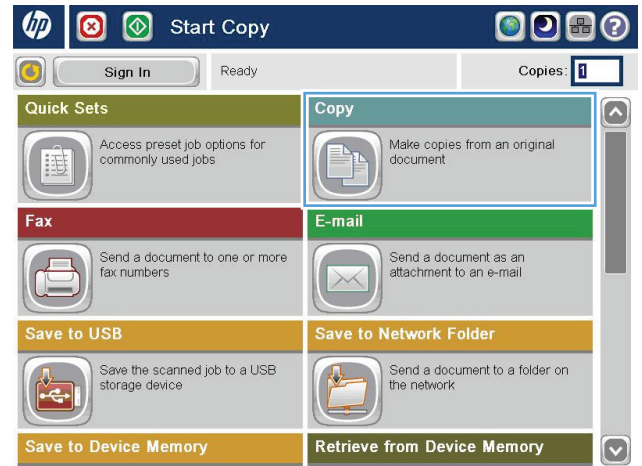 hp
Start Copy
?
Sign In
Ready
Copies: 1
Quick Sets
Access preset job options for
commonly used jobs
Copy
Make copies from an original
document
Fax
Send a document to one or more
fax numbers
E-mail
Send a document as an
attachment to an e-mail
Save to USB
Save the scanned job to a USB
storage device
Save to Network Folder
Send a document to a folder on
the network
Save to Device Memory
Retrieve from Device Memory